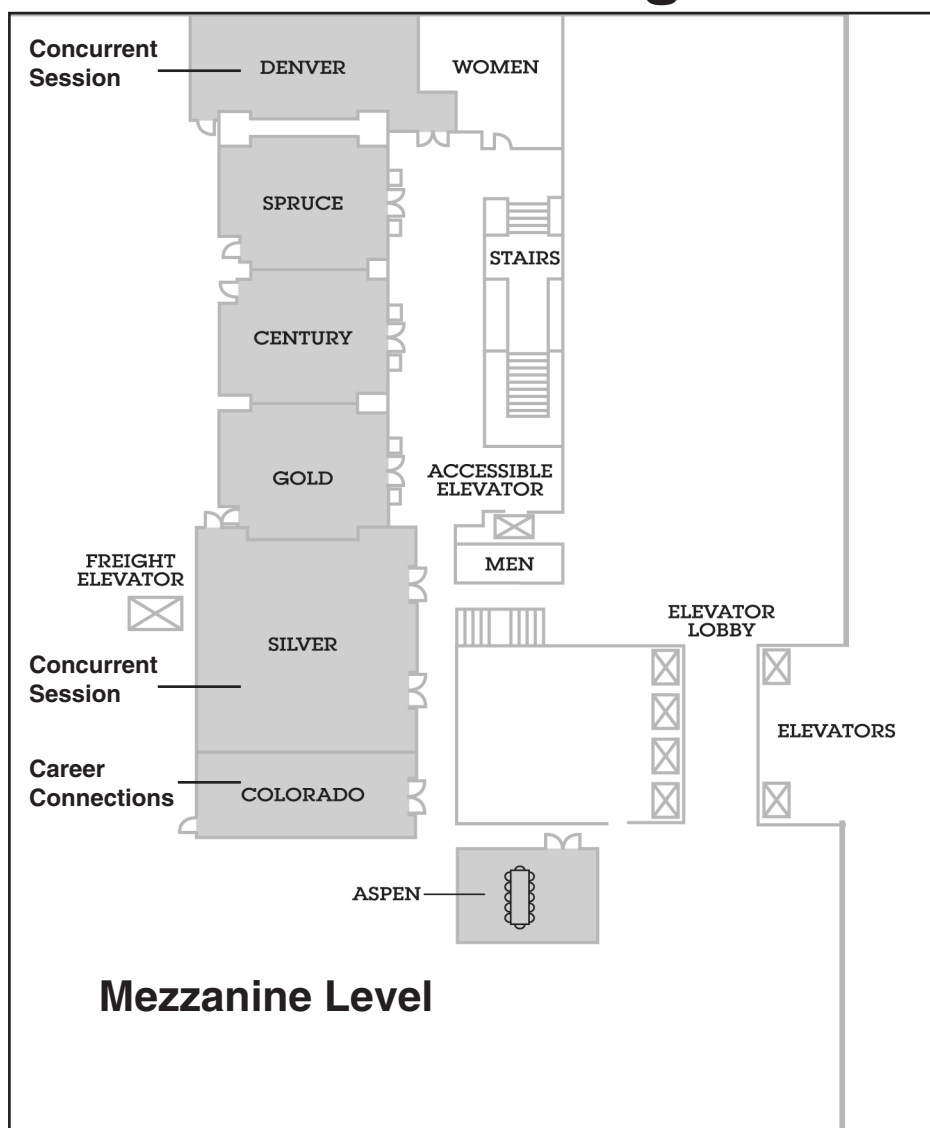 Concurrent
Session
DENVER
WOMEN
SPRUCE
STAIRS
CENTURY
ACCESSIBLE
ELEVATOR
GOLD
MEN
FREIGHT
ELEVATOR
ELEVATOR
LOBBY
SILVER
Concurrent
Session
ELEVATORS
Career
Connections
COLORADO
ASPEN
Mezzanine Level